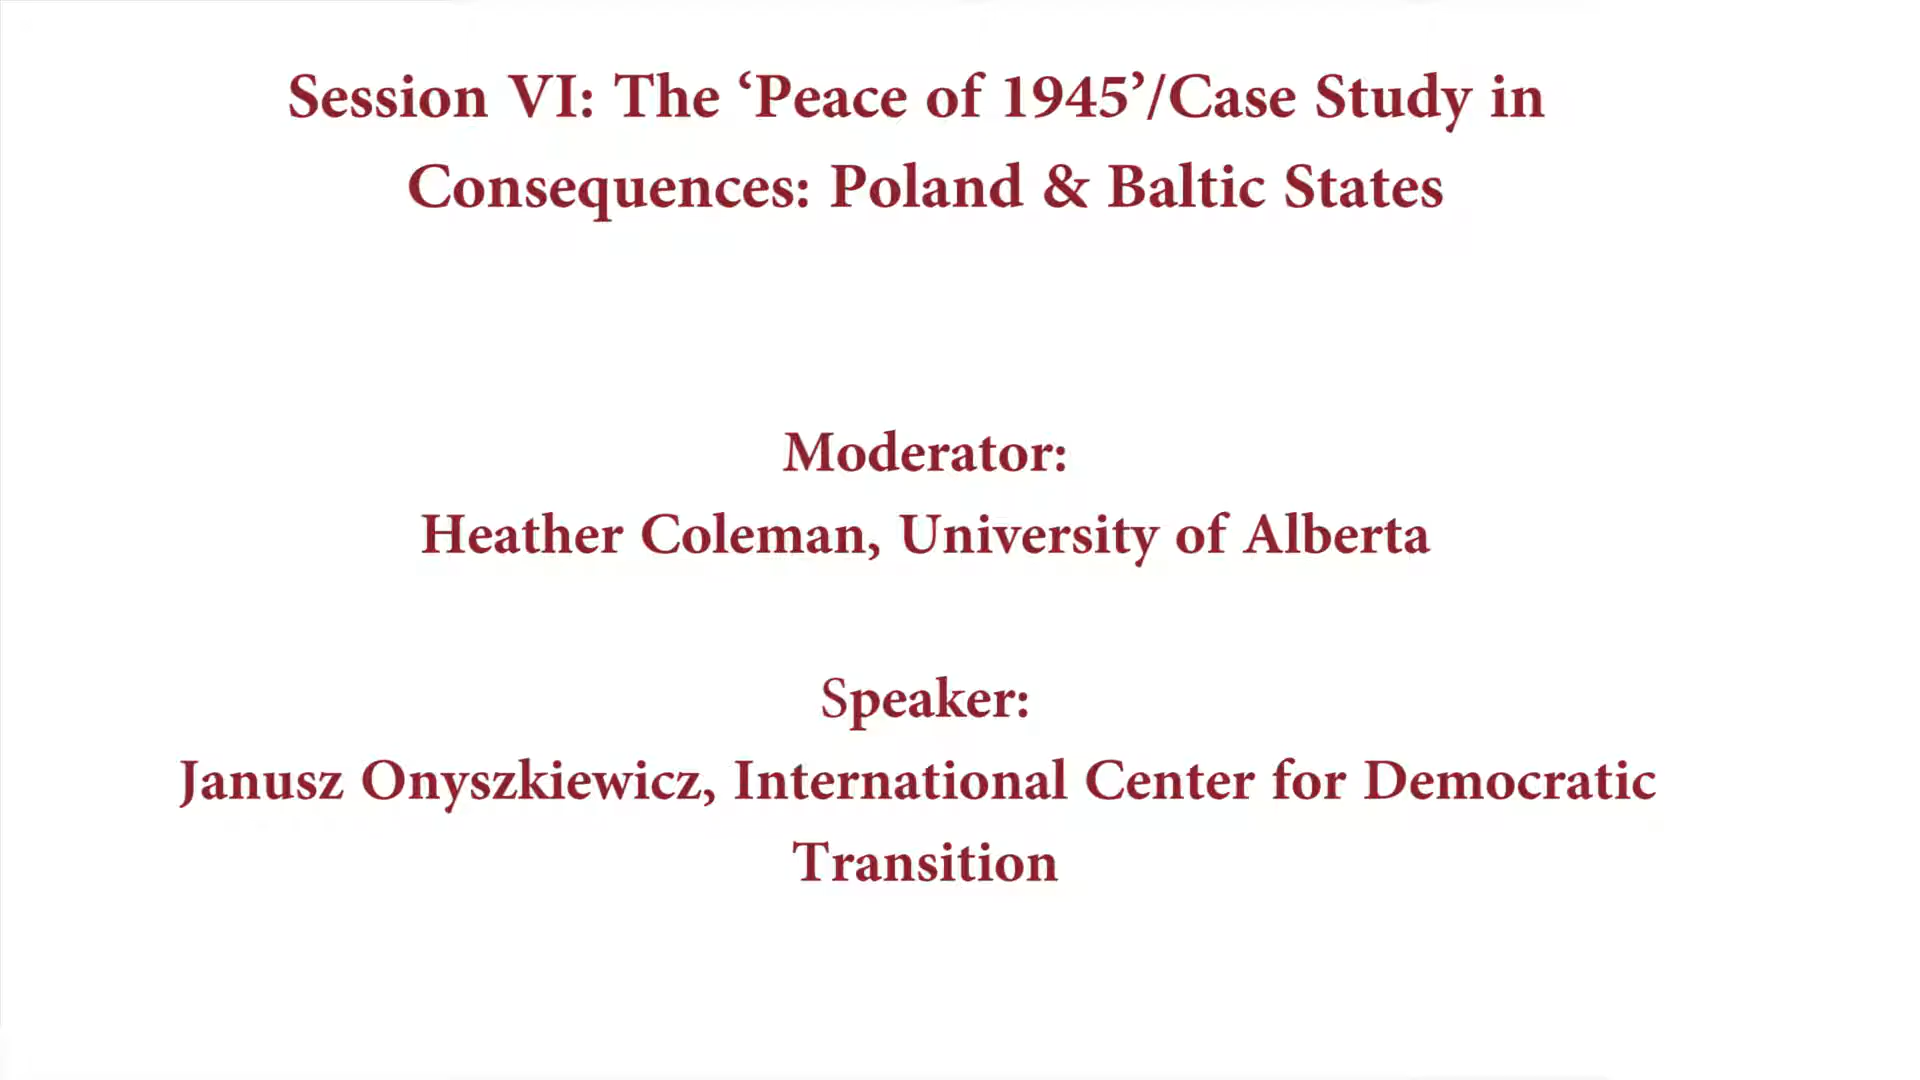 Session VI: The ‘Peace of 1945’/Case Study in
Consequences: Poland & Baltic States
Moderator:
Heather Coleman, University of Alberta
Speaker:
Janusz Onyszkiewicz, International Center for Democratic
Transition